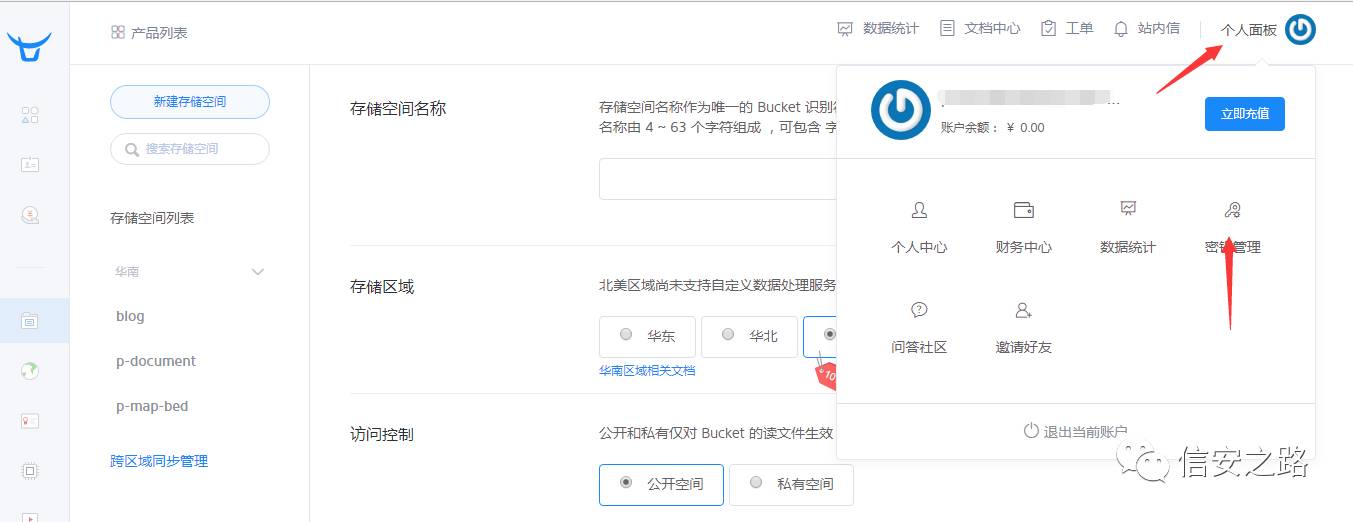 产品列表
数据统计
文档中心
工单
站内信
个人面板
新建存储空间
搜索存储空间
存储空间列表
华南
blog
p-document
p-map-bed
跨区域同步管理
存储空间名称
存储空间名称作为唯一的 Bucket 识别
名称由 4 ~ 63 个字符组成 ，可包含 字
存储区域
北美区域尚未支持自定义数据处理服务
华东
华北
华南区域相关文档
10
访问控制
公开和私有仅对 Bucket 的读文件生效
公开空间
私有空间
...
账户余额： ¥ 0.00
立即充值
个人中心
财务中心
数据统计
密钥管理
问答社区
邀请好友
退出当前账户
信安之路